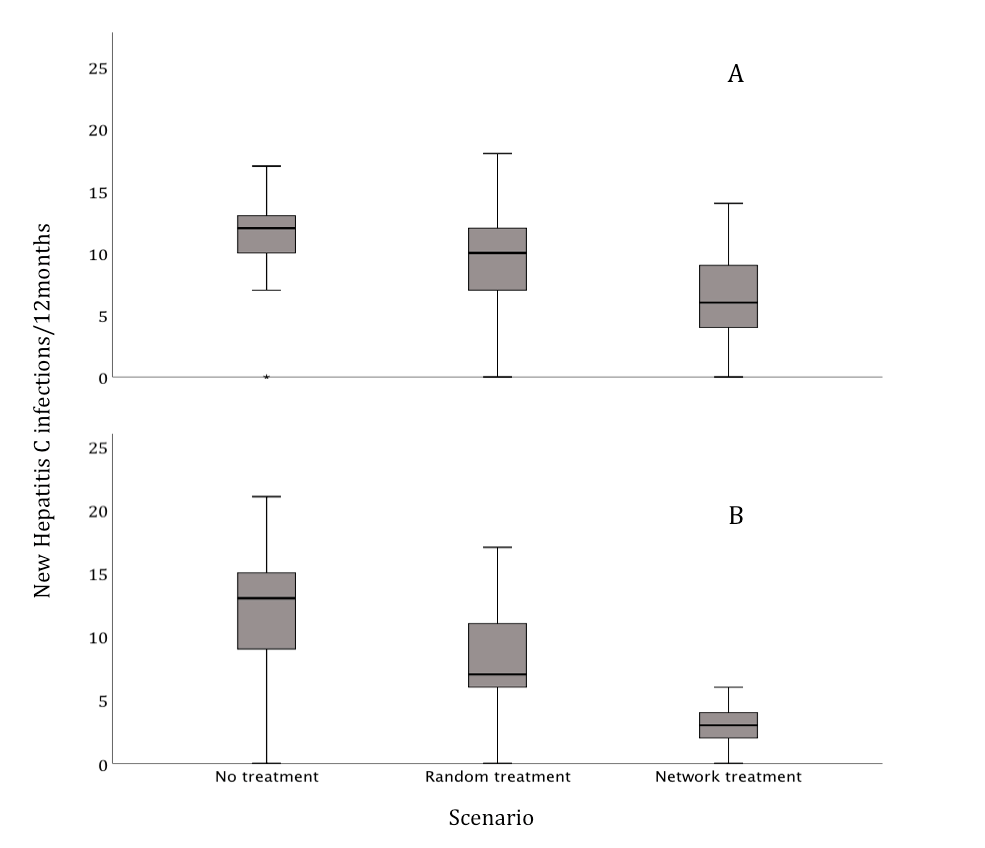 New Hepatitis C infections/12months
A
25
20
15
10
5
0
B
25
20
15
10
5
0
No treatment
Random treatment
Network treatment
Scenario